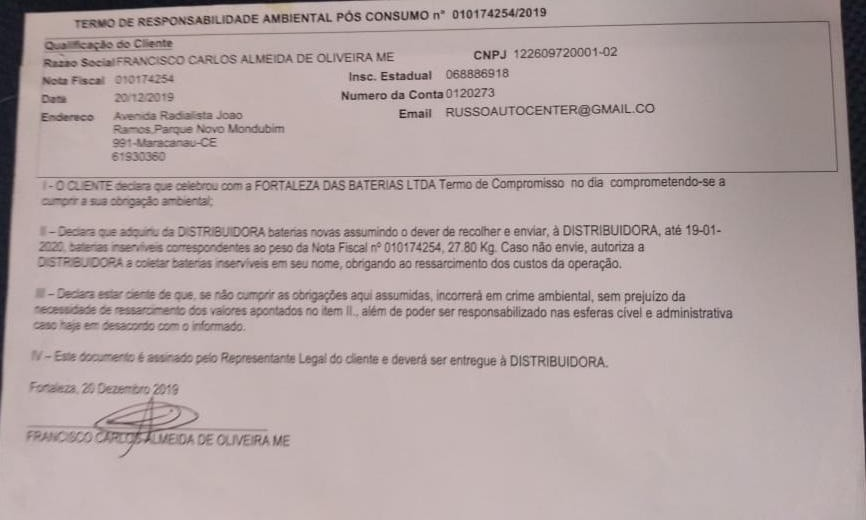 TERMO DE RESPONSABILIDADE AMBIENTAL PÓS CONSUMO n° 010174254/2019
Qualificação do Cliente
Razao Social FRANCISCO CARLOS ALMEIDA DE OLIVEIRA ME CNPJ 122609720001-02
Nota Fiscal 010174254 Insc. Estadual 068886918
Data 20/12/2019 Numero da Conta 0120273
Endereco Avenida Radialista Joao Email RUSSOAUTOCENTER@GMAIL.CO
Ramos,Parque Novo Mondubim
991-Maracanau-CE
61930360
I - O CLIENTE declara que celebrou com a FORTALEZA DAS BATERIAS LTDA Termo de Compromisso no dia comprometendo-se a
cumprir a sua obrigação ambiental;
II – Declara que adquiriu da DISTRIBUIDORA baterias novas assumindo o dever de recolher e enviar, à DISTRIBUIDORA, até 19-01-
2020, baterias inservíveis correspondentes ao peso da Nota Fiscal nº 010174254, 27.80 Kg. Caso não envie, autoriza a
DISTRIBUIDORA a coletar baterias inservíveis em seu nome, obrigando ao ressarcimento dos custos da operação.
III – Declara estar ciente de que, se não cumprir as obrigações aqui assumidas, incorrerá em crime ambiental, sem prejuízo da
necessidade de ressarcimento dos valores apontados no item II., além de poder ser responsabilizado nas esferas cível e administrativa
caso haja em desacordo com o informado.
IV – Este documento é assinado pelo Representante Legal do cliente e deverá ser entregue à DISTRIBUIDORA.
Fortaleza, 20 Dezembro 2019
FRANCISCO CARLOS ALMEIDA DE OLIVEIRA ME